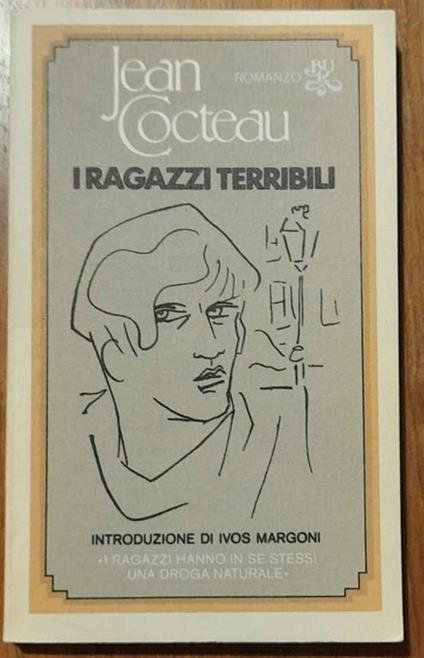 Jean
Cocteau
ROMANZO
BUR
I RAGAZZI TERRIBILI
INTRODUZIONE DI IVOS MARGONI
«I RAGAZZI HANNO IN SE STESSI
UNA DROGA NATURALE»